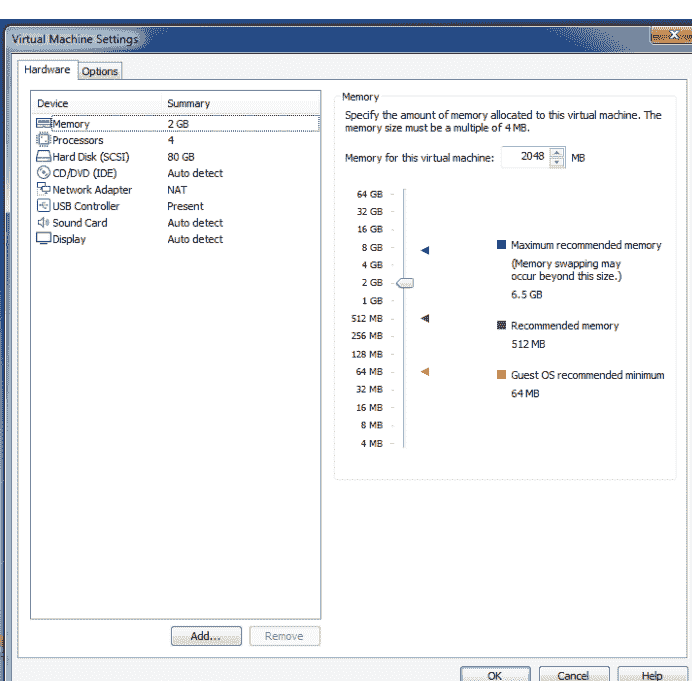 Virtual Machine Settings
Hardware
Options
Device Summary
Memory 2 GB
Processors 4
Hard Disk (SCSI) 80 GB
CD/DVD (IDE) Auto detect
Network Adapter NAT
USB Controller Present
Sound Card Auto detect
Display Auto detect
Add...
Remove
Memory
Specify the amount of memory allocated to this virtual machine. The
memory size must be a multiple of 4 MB.
Memory for this virtual machine: 2048 MB
64 GB
32 GB
16 GB
8 GB
4 GB
2 GB
1 GB
512 MB
256 MB
128 MB
64 MB
32 MB
16 MB
8 MB
4 MB
Maximum recommended memory
(Memory swapping may
occur beyond this size.)
6.5 GB
Recommended memory
512 MB
Guest OS recommended minimum
64 MB
OK
Cancel
Help